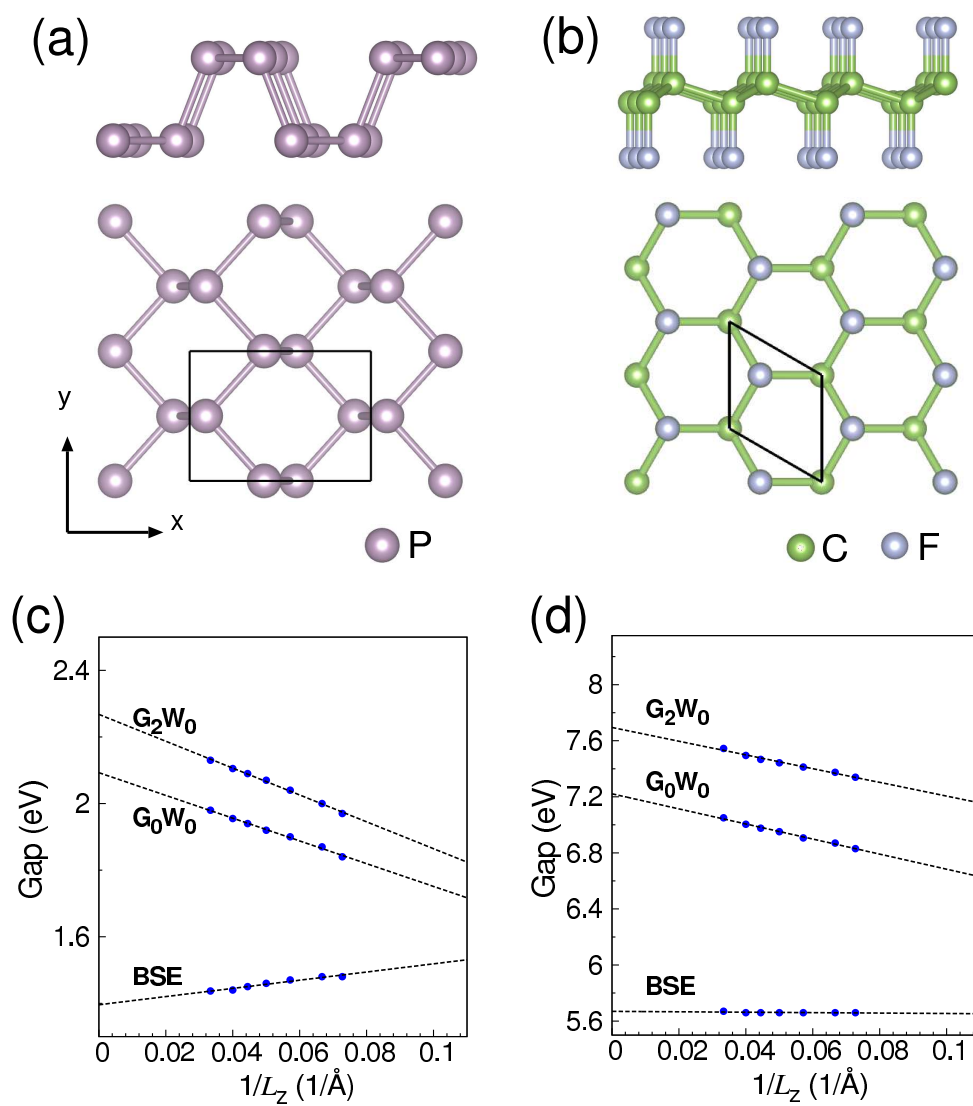 (a)
(b)
y
x
P
C F
(c)
(d)
2.4
2
1.6
Gap (eV)
G2W0
G0W0
BSE
0 0.02 0.04 0.06 0.08 0.1
1/Lz (1/Å)
8
7.6
7.2
6.8
6.4
6
5.6
Gap (eV)
G2W0
G0W0
BSE
0 0.02 0.04 0.06 0.08 0.1
1/Lz (1/Å)